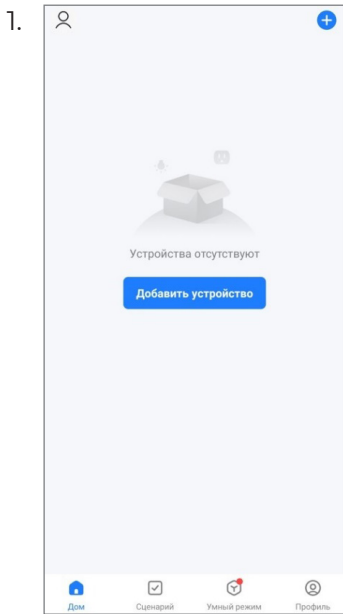 1.
Устройства отсутствуют
Добавить устройство
Дом
Сценарий
Умный режим
Профиль